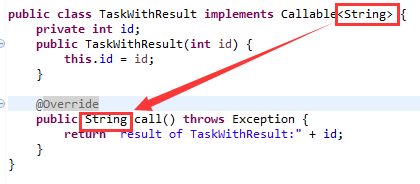 public class TaskWithResult implements Callable<String> {
private int id;
public TaskWithResult(int id) {
this.id = id;
}
@Override
public String call() throws Exception {
return "result of TaskWithResult:" + id;
}
}